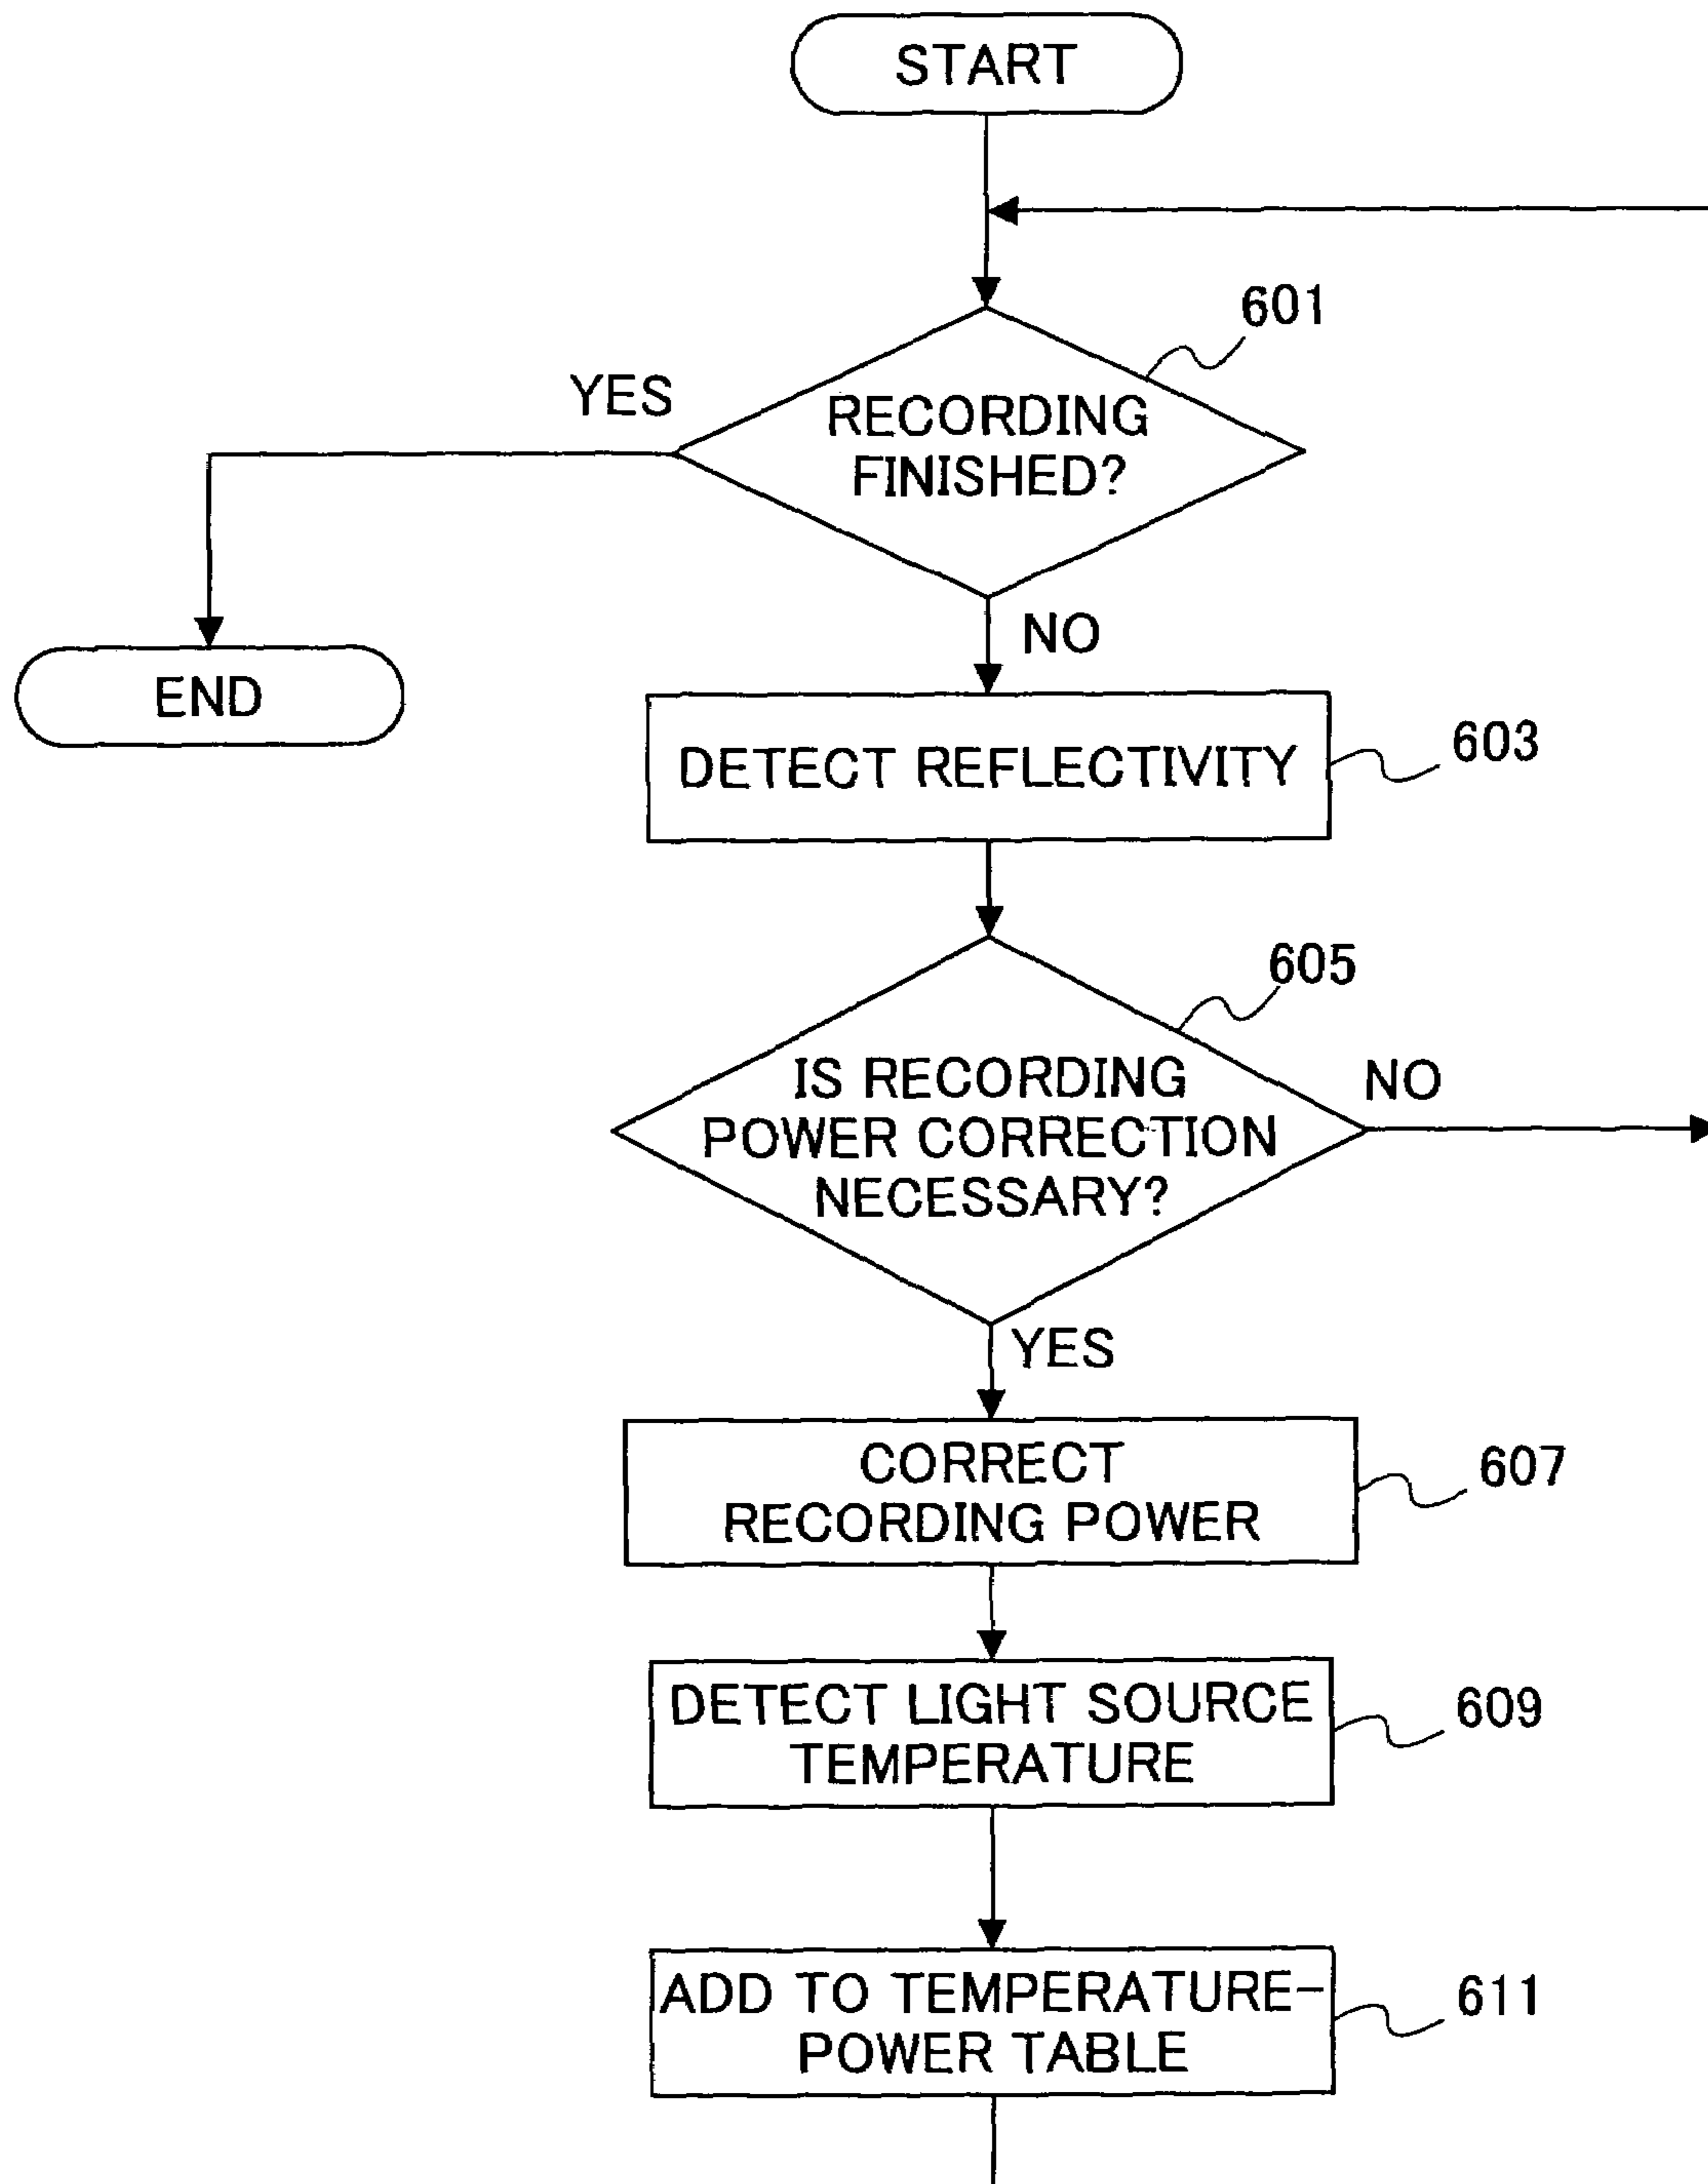 START
601
YES
RECORDING
FINISHED?
NO
END
DETECT REFLECTIVITY
603
605
IS RECORDING
POWER CORRECTION
NECESSARY?
NO
YES
CORRECT
RECORDING POWER
607
DETECT LIGHT SOURCE
TEMPERATURE
609
ADD TO TEMPERATURE-
POWER TABLE
611